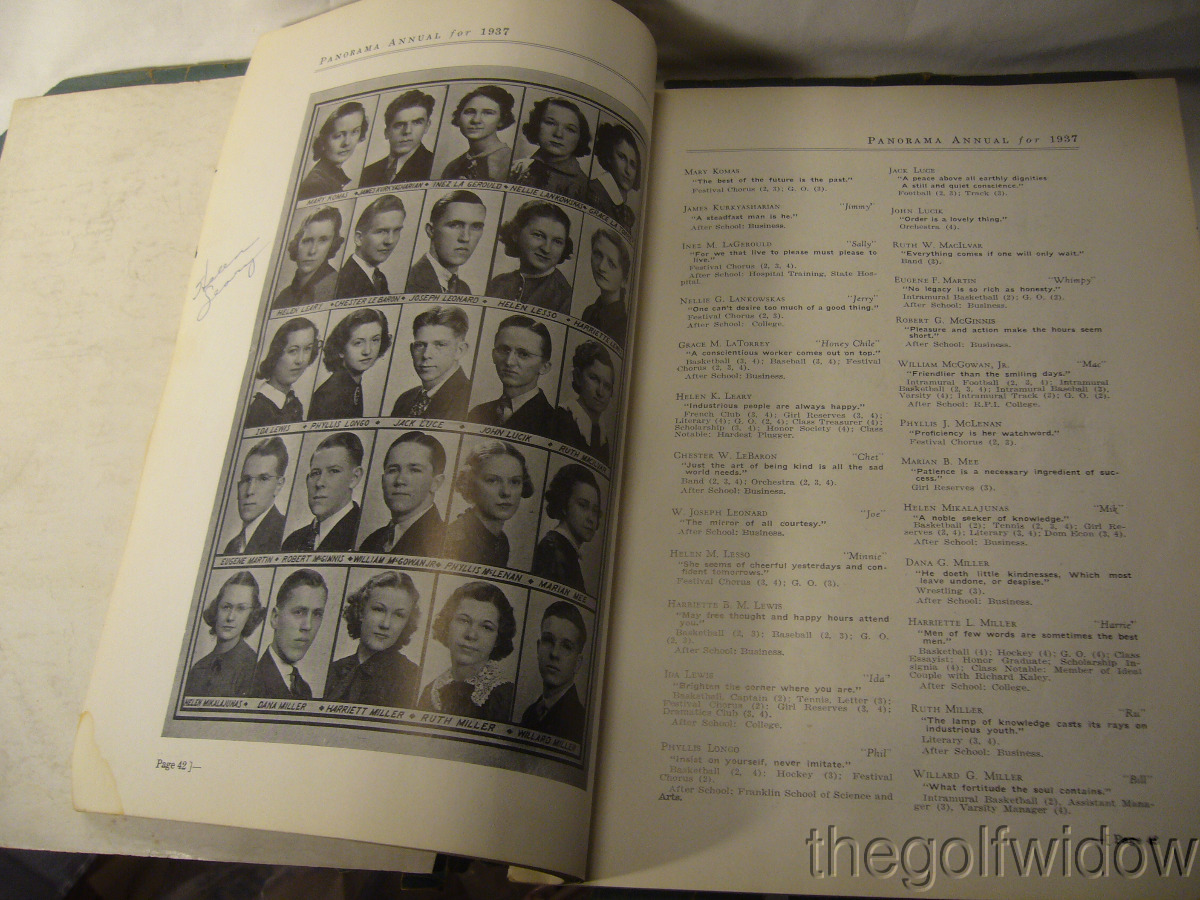 PANORAMA ANNUAL for 1937
MARY KOMAS ◆ JAMES KURKYASHARIAN ◆ INEZ LA GEROULD ◆ NELLIE LANKOWSKAS ◆ GRACE LA
HELEN LEARY ◆ CHESTER LE BARON ◆ JOSEPH LEONARD ◆ HELEN LESSO ◆ HARRIETTE
Helen
Leary
IDA LEWIS ◆ PHYLLIS LONGO ◆ JACK LUCE ◆ JOHN LUCIK ◆ RUTH
EUGENE MARTIN ◆ ROBERT McGINNIS ◆ WILLIAM McGOWAN JR ◆ PHYLLIS McLENAN ◆ MARIAN MEE
HELEN MIKALAJUNAS ◆ DANA MILLER ◆ HARRIETT MILLER ◆ RUTH MILLER ◆ WILLARD MILLER
Page 42 ]—
PANORAMA ANNUAL for 1937
MARY KOMAS
"The best of the future is the past."
Festival Chorus (2, 3); G. O. (2).
JAMES KURKYASHARIAN "Jimmy"
"A steadfast man is he."
After School: Business.
INEZ M. LAGEROULD "Sally"
"For we that live to please must please to
live."
Festival Chorus (2, 3, 4).
After School: Hospital Training, State Hos-
pital.
NELLIE G. LANKOWSKAS "Jerry"
"One can't desire too much of a good thing."
Festival Chorus (2, 3).
After School: College.
GRACE M. LATORREY "Honey Chile"
"A conscientious worker comes out on top."
Basketball (3, 4); Baseball (3, 4); Festival
Chorus (2, 3, 4).
After School: Business.
HELEN K. LEARY
"Industrious people are always happy."
French Club (3, 4); Girl Reserves (3, 4);
Literary (4); G. O. (2, 4); Class Treasurer (4);
Scholarship (3, 4); Honor Society (4); Class
Notable: Hardest Plugger.
CHESTER W. LEBARON "Chet"
"Just the art of being kind is all the sad
world needs."
Band (2, 3, 4); Orchestra (2, 3, 4).
After School: Business.
W. JOSEPH LEONARD "Joe"
"The mirror of all courtesy."
After School: Business.
HELEN M. LESSO "Minnie"
"She seems of cheerful yesterdays and con-
fident tomorrows."
Festival Chorus (3, 4); G. O. (3).
HARRIETTE B. M. LEWIS
"May free thought and happy hours attend
you."
Basketball (2, 3); Baseball (2, 3); G. O.
(2, 3).
After School: Business.
IDA LEWIS "Ida"
"Brighten the corner where you are."
Basketball, Captain (3); Tennis, Letter (3);
Festival Chorus (2); Girl Reserves (3, 4);
Dramatics Club (3, 4).
After School: College.
PHYLLIS LONGO "Phil"
"Insist on yourself, never imitate."
Basketball (2, 4); Hockey (3); Festival
Chorus (2).
After School: Franklin School of Science and
Arts.
JACK LUCE
"A peace above all earthly dignities
A still and quiet conscience."
Football (2, 3); Track (3).
JOHN LUCIK
"Order is a lovely thing."
Orchestra (4).
RUTH W. MACILVAR
"Everything comes if one will only wait."
Band (2).
EUGENE F. MARTIN "Whimpy"
"No legacy is so rich as honesty."
Intramural Basketball (2); G. O. (2).
After School: Business.
ROBERT G. MCGINNIS
"Pleasure and action make the hours seem
short."
After School: Business.
WILLIAM MCGOWAN, JR. "Mac"
"Friendlier than the smiling days."
Intramural Football (2, 3, 4); Intramural
Basketball (2, 3, 4); Intramural Baseball (3),
Varsity (4); Intramural Track (2); G. O. (2).
After School: R.P.I. College.
PHYLLIS J. MCLENAN
"Proficiency is her watchword."
Festival Chorus (2, 3).
MARIAN B. MEE
"Patience is a necessary ingredient of suc-
cess."
Girl Reserves (3).
HELEN MIKALAJUNAS "Mik"
"A noble seeker of knowledge."
Basketball (2); Tennis (2, 3, 4); Girl Re-
serves (3, 4); Literary (3, 4); Dom Econ (3, 4).
After School: Business.
DANA G. MILLER
"He doeth little kindnesses, Which most
leave undone, or despise."
Wrestling (3).
After School: Business.
HARRIETTE L. MILLER "Harrie"
"Men of few words are sometimes the best
men."
Basketball (4); Hockey (4); G. O. (4); Class
Essayist; Honor Graduate; Scholarship In-
signia (4); Class Notable: Member of Ideal
Couple with Richard Kaley.
After School: College.
RUTH MILLER "Ru"
"The lamp of knowledge casts its rays on
industrious youth."
Literary (3, 4).
After School: Business.
WILLARD G. MILLER "Bill"
"What fortitude the soul contains."
Intramural Basketball (2), Assistant Mana-
ger (3), Varsity Manager (4).
thegolfwidow